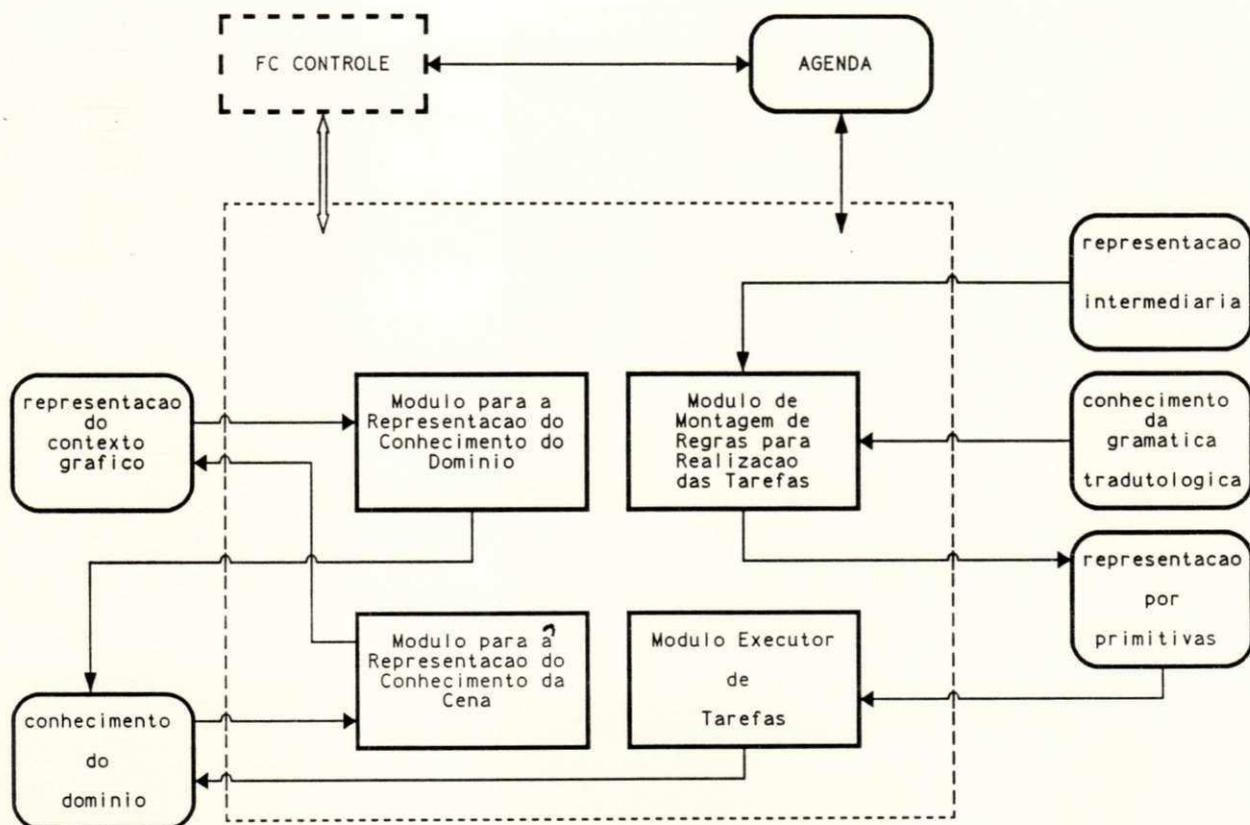 FC CONTROLE
AGENDA
representacao
intermediaria
representacao
do
contexto
grafico
Modulo para a
Representacao do
Conhecimento do
Dominio
Modulo de
Montagem de
Regras para
Realizacao
das Tarefas
conhecimento
da
gramatica
tradutologica
representacao
por
primitivas
Modulo para a
Representacao do
Conhecimento da
Cena
Modulo Executor
de
Tarefas
conhecimento
do
dominio